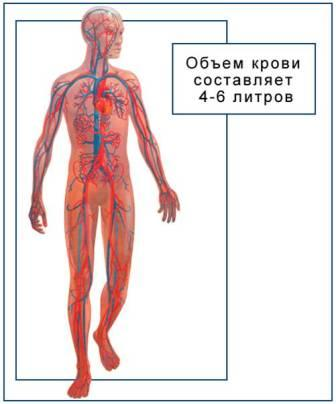 Объем крови
составляет
4-6 литров